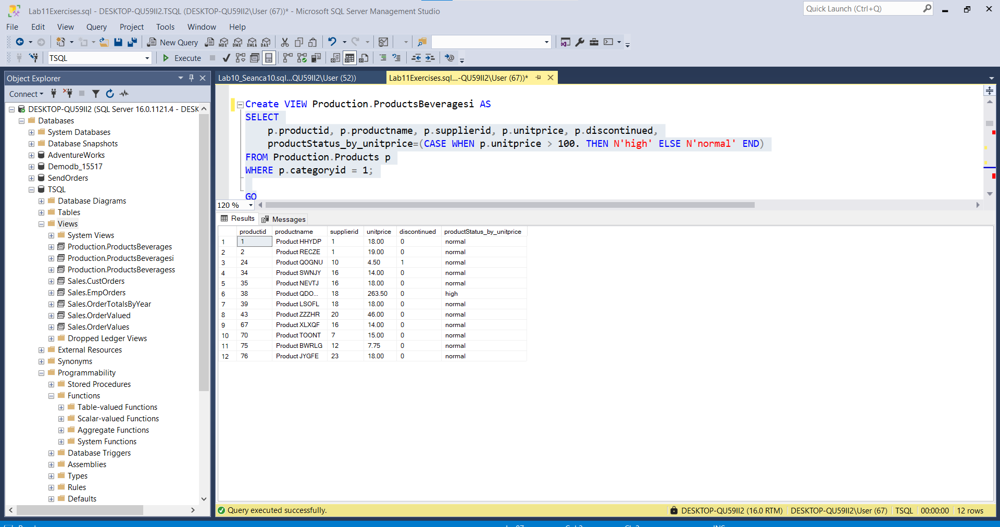 Lab11Exercises.sql - DESKTOP-QU59II2.TSQL (DESKTOP-QU59II2\User (67))* - Microsoft SQL Server Management Studio
Quick Launch (Ctrl+Q)
File Edit View Query Project Tools Window Help
New Query MDX DMX XMLA DAX
TSQL Execute
Object Explorer
Connect
DESKTOP-QU59II2 (SQL Server 16.0.1121.4 - DESK
Databases
System Databases
Database Snapshots
AdventureWorks
Demodb_15517
SendOrders
TSQL
Database Diagrams
Tables
Views
System Views
Production.ProductsBeverages
Production.ProductsBeveragesi
Production.ProductsBeveragess
Sales.CustOrders
Sales.EmpOrders
Sales.OrderTotalsByYear
Sales.OrderValued
Sales.OrderValues
Dropped Ledger Views
External Resources
Synonyms
Programmability
Stored Procedures
Functions
Table-valued Functions
Scalar-valued Functions
Aggregate Functions
System Functions
Database Triggers
Assemblies
Types
Rules
Defaults
Lab10_Seanca10.sql...QU59II2\User (52)) Lab11Exercises.sql...-QU59II2\User (67))*
Create VIEW Production.ProductsBeveragesi AS
SELECT
p.productid, p.productname, p.supplierid, p.unitprice, p.discontinued,
productStatus_by_unitprice=(CASE WHEN p.unitprice > 100. THEN N'high' ELSE N'normal' END)
FROM Production.Products p
WHERE p.categoryid = 1;
GO
120 %
Results Messages
productid productname supplierid unitprice discontinued productStatus_by_unitprice
1 1 Product HHYDP 1 18.00 0 normal
2 2 Product RECZE 1 19.00 0 normal
3 24 Product QOGNU 10 4.50 1 normal
4 34 Product SWNJY 16 14.00 0 normal
5 35 Product NEVTJ 16 18.00 0 normal
6 38 Product QDO... 18 263.50 0 high
7 39 Product LSOFL 18 18.00 0 normal
8 43 Product ZZZHR 20 46.00 0 normal
9 67 Product XLXQF 16 14.00 0 normal
10 70 Product TOONT 7 15.00 0 normal
11 75 Product BWRLG 12 7.75 0 normal
12 76 Product JYGFE 23 18.00 0 normal
Query executed successfully. DESKTOP-QU59II2 (16.0 RTM) DESKTOP-QU59II2\User (67) TSQL 00:00:00 12 rows